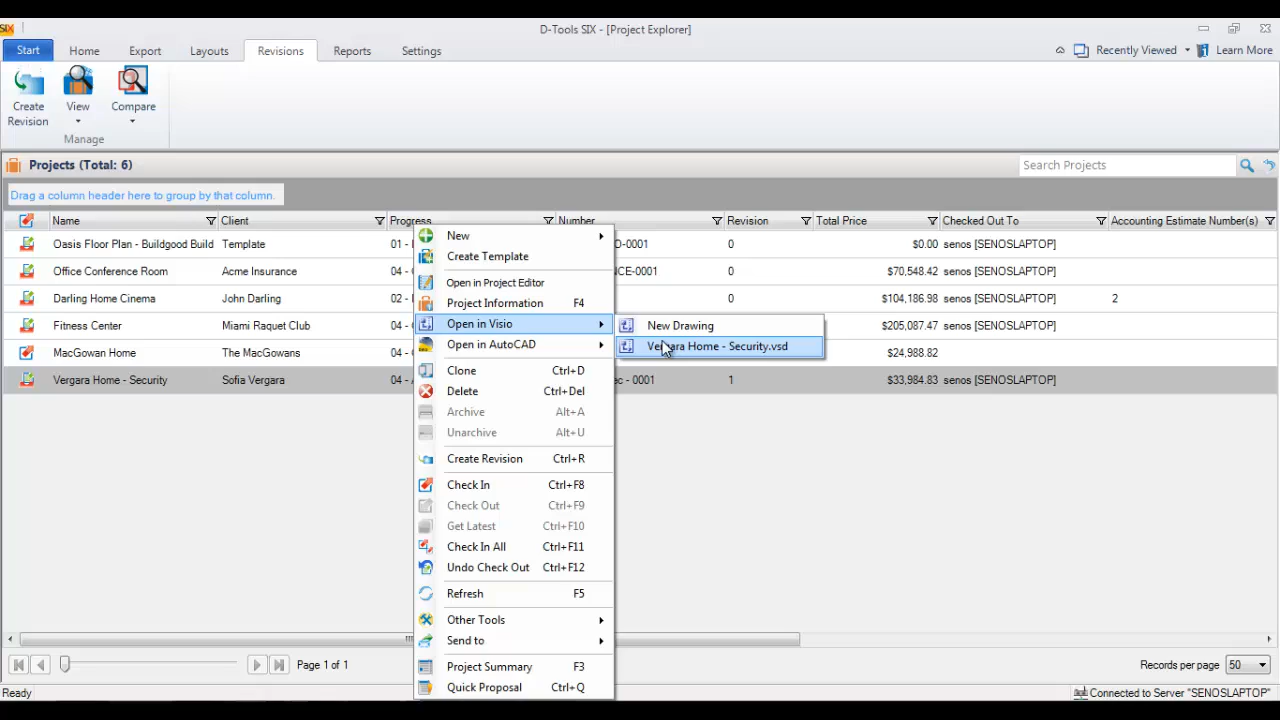 SIX
D-Tools SIX - [Project Explorer]
Start Home Export Layouts Revisions Reports Settings Recently Viewed Learn More
Create Revision View Compare
Manage
Projects (Total: 6) Search Projects
Drag a column header here to group by that column.
Name Client Progress Number Revision Total Price Checked Out To Accounting Estimate Number(s)
Oasis Floor Plan - Buildgood Build Template 01 - O-0001 0 $0.00 senos [SENOSLAPTOP]
Office Conference Room Acme Insurance 04 - NCE-0001 0 $70,548.42 senos [SENOSLAPTOP]
Darling Home Cinema John Darling 04 - 0 $104,186.98 senos [SENOSLAPTOP] 2
Fitness Center Miami Raquet Club 04 - $205,087.47 senos [SENOSLAPTOP]
MacGowan Home The MacGowans 04 - $24,988.82
Vergara Home - Security Sofia Vergara 04 - ec - 0001 1 $33,984.83 senos [SENOSLAPTOP]
New
Create Template
Open in Project Editor
Project Information F4
Open in Visio
New Drawing
Vergara Home - Security.vsd
Open in AutoCAD
Clone Ctrl+D
Delete Ctrl+Del
Archive Alt+A
Unarchive Alt+U
Create Revision Ctrl+R
Check In Ctrl+F8
Check Out Ctrl+F9
Get Latest Ctrl+F10
Check In All Ctrl+F11
Undo Check Out Ctrl+F12
Refresh F5
Other Tools
Send to
Project Summary F3
Quick Proposal Ctrl+Q
Page 1 of 1 Records per page 50
Ready Connected to Server "SENOSLAPTOP"